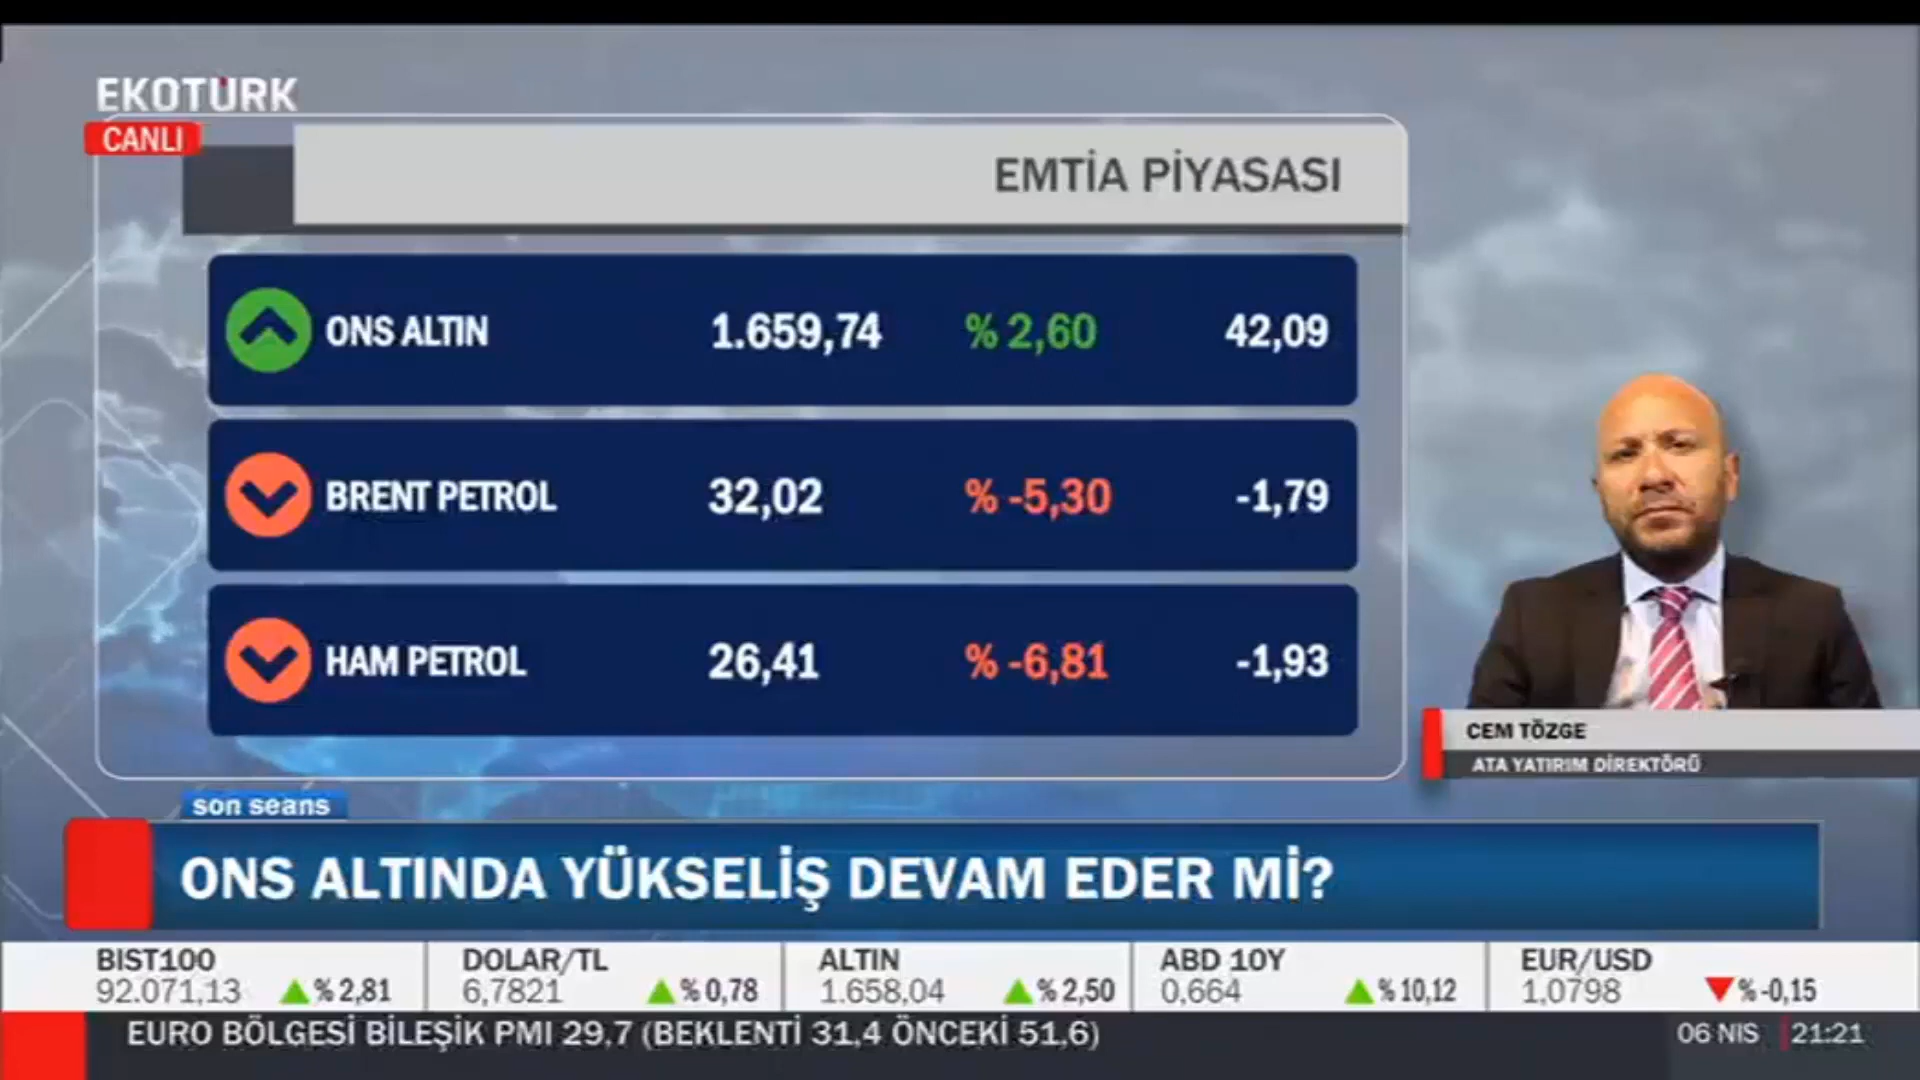 EKOTÜRK
CANLI
EMTİA PİYASASI
ONS ALTIN 1.659,74 % 2,60 42,09
BRENT PETROL 32,02 % -5,30 -1,79
HAM PETROL 26,41 % -6,81 -1,93
CEM TÖZGE
ATA YATIRIM DİREKTÖRÜ
son seans
ONS ALTINDA YÜKSELİŞ DEVAM EDER Mİ?
BIST100 DOLAR/TL ALTIN ABD 10Y EUR/USD
92.071,13 % 2,81 6,7821 % 0,78 1.658,04 % 2,50 0,664 % 10,12 1,0798 % -0,15
EURO BÖLGESİ BİLEŞİK PMI 29,7 (BEKLENTİ 31,4 ÖNCEKİ 51,6) 06 NIS 21:21